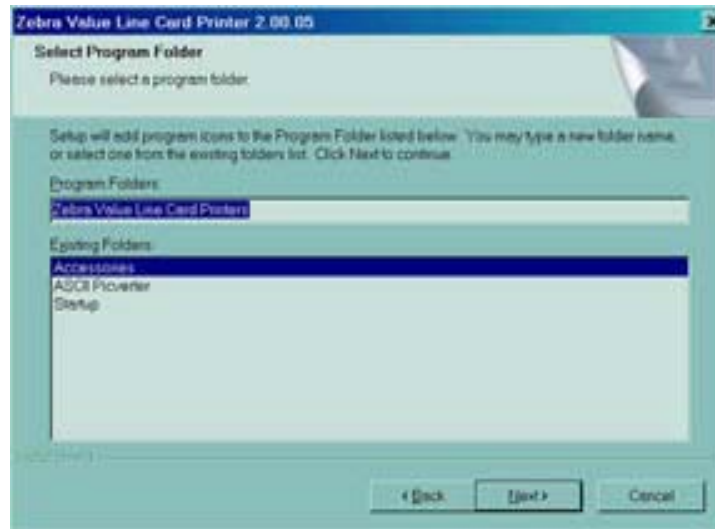 Zebra Value Line Card Printer 2.00.05
Select Program Folder
Please select a program folder.
Setup will add program icons to the Program Folder listed below. You may type a new folder name,
or select one from the existing folders list. Click Next to continue.
Program Folders:
Zebra Value Line Card Printers
Existing Folders:
Accessories
ASCII Picverter
Startup
< Back
Next >
Cancel